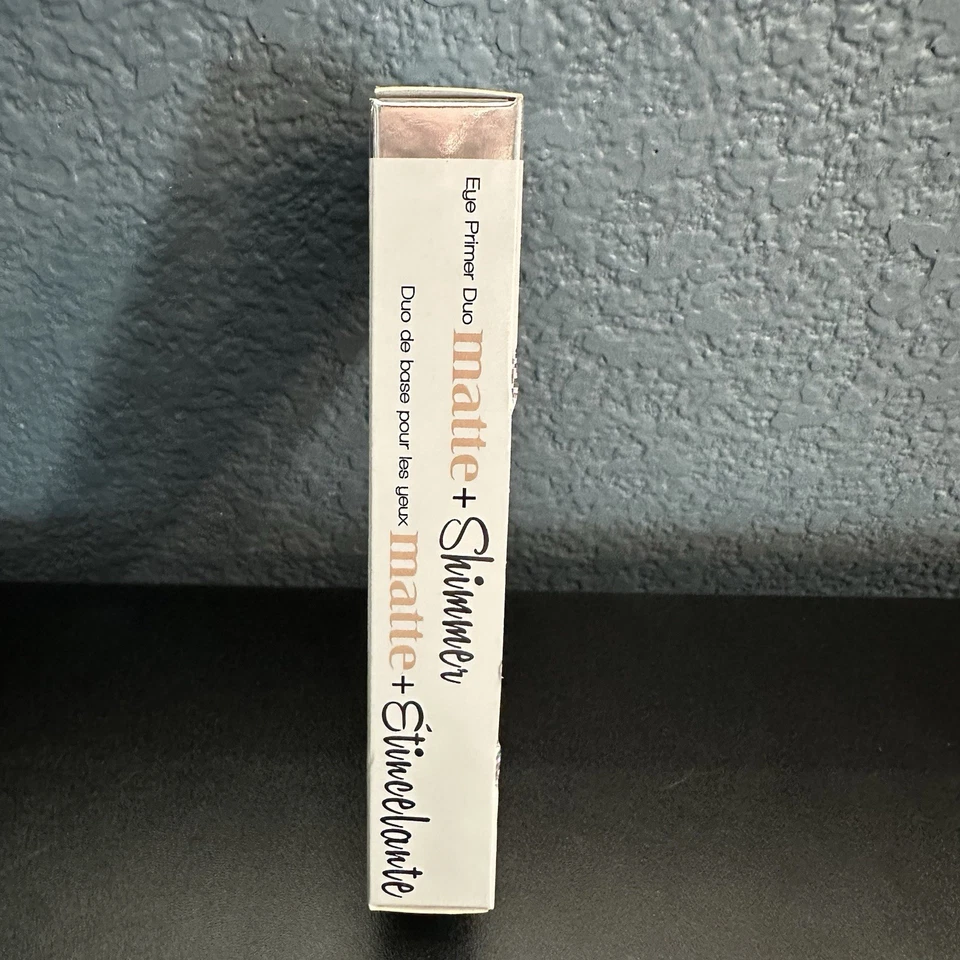 Eye Primer Duo matte + Shimmer
Duo de base pour les yeux matte + Étincelante